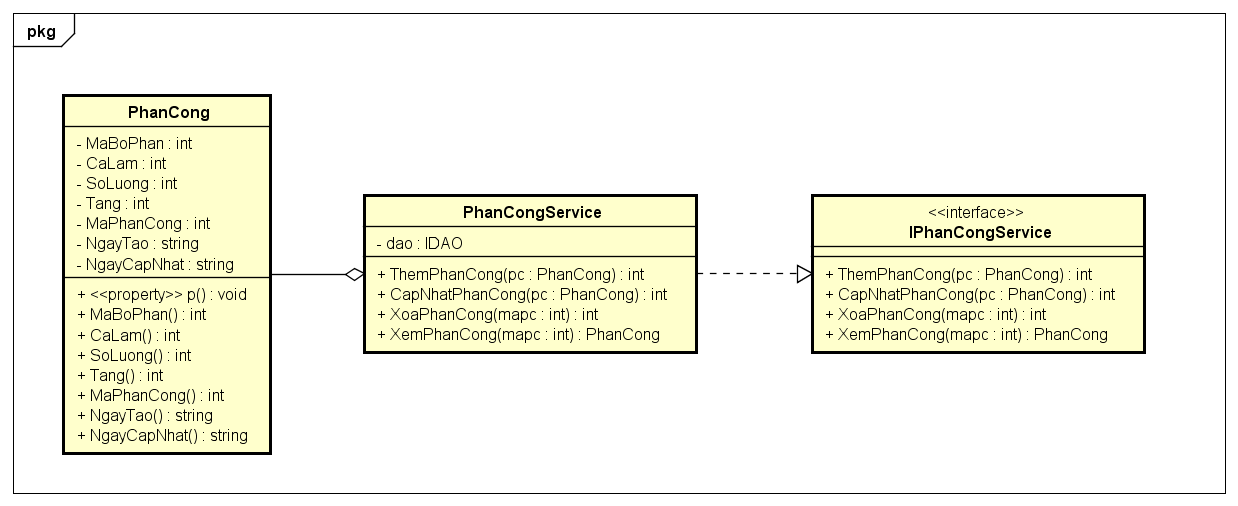 pkg
PhanCong
- MaBoPhan : int
- CaLam : int
- SoLuong : int
- Tang : int
- MaPhanCong : int
- NgayTao : string
- NgayCapNhat : string
+ <<property>> p() : void
+ MaBoPhan() : int
+ CaLam() : int
+ SoLuong() : int
+ Tang() : int
+ MaPhanCong() : int
+ NgayTao() : string
+ NgayCapNhat() : string
PhanCongService
- dao : IDAO
+ ThemPhanCong(pc : PhanCong) : int
+ CapNhatPhanCong(pc : PhanCong) : int
+ XoaPhanCong(mapc : int) : int
+ XemPhanCong(mapc : int) : PhanCong
<<interface>>
IPhanCongService
+ ThemPhanCong(pc : PhanCong) : int
+ CapNhatPhanCong(pc : PhanCong) : int
+ XoaPhanCong(mapc : int) : int
+ XemPhanCong(mapc : int) : PhanCong